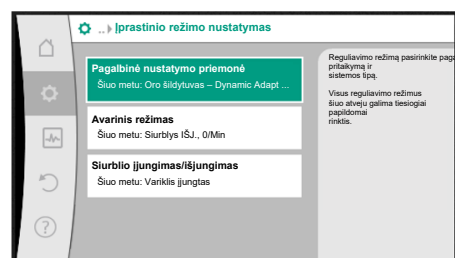 .. Įprastinio režimo nustatymas
Pagalbinė nustatymo priemonė
Šiuo metu: Oro šildytuvas – Dynamic Adapt ...
Avarinis režimas
Šiuo metu: Siurblys IŠJ., 0/Min
Siurblio įjungimas/išjungimas
Šiuo metu: Variklis įjungtas
Reguliavimo režimą pasirinkite paga
pritaikymą ir
sistemos tipą.
Visus reguliavimo režimus
šiuo atveju galima tiesiogiai
papildomai
rinktis.